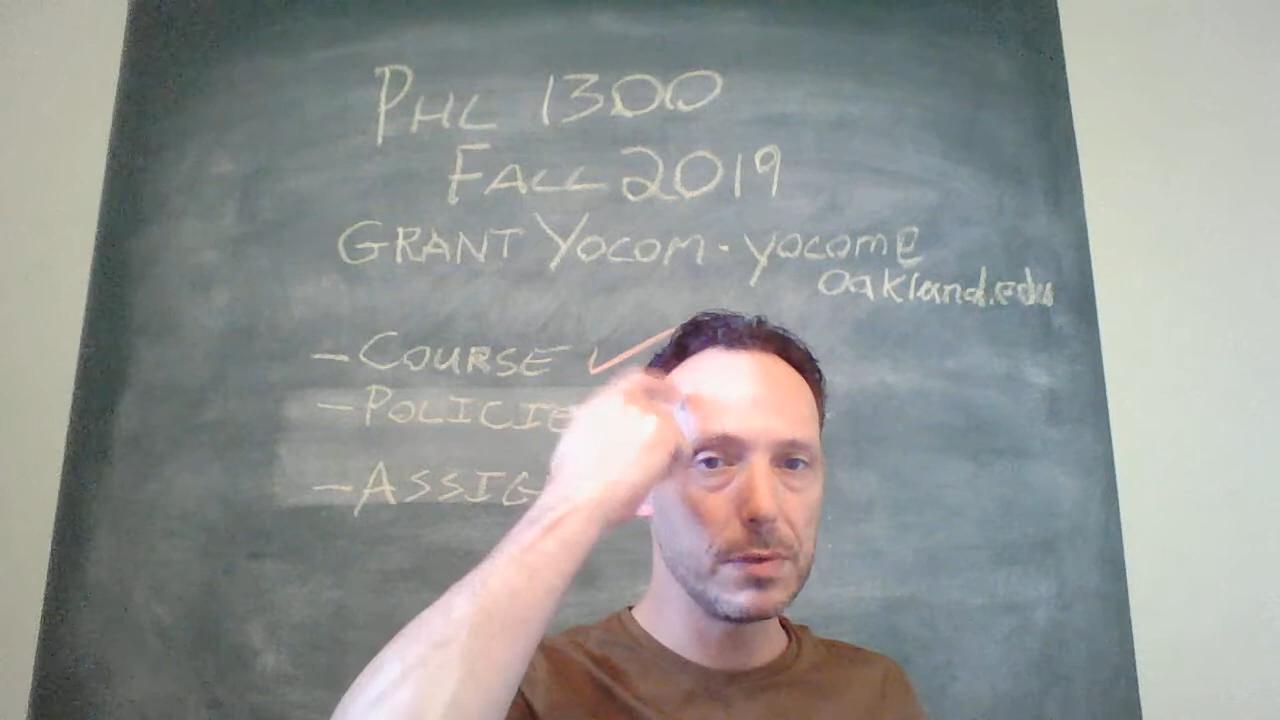 PHL 1300
FALL 2019
GRANT YOCOM - yocom@
oakland.edu
- COURSE ✓
- POLICIE
- ASSIG